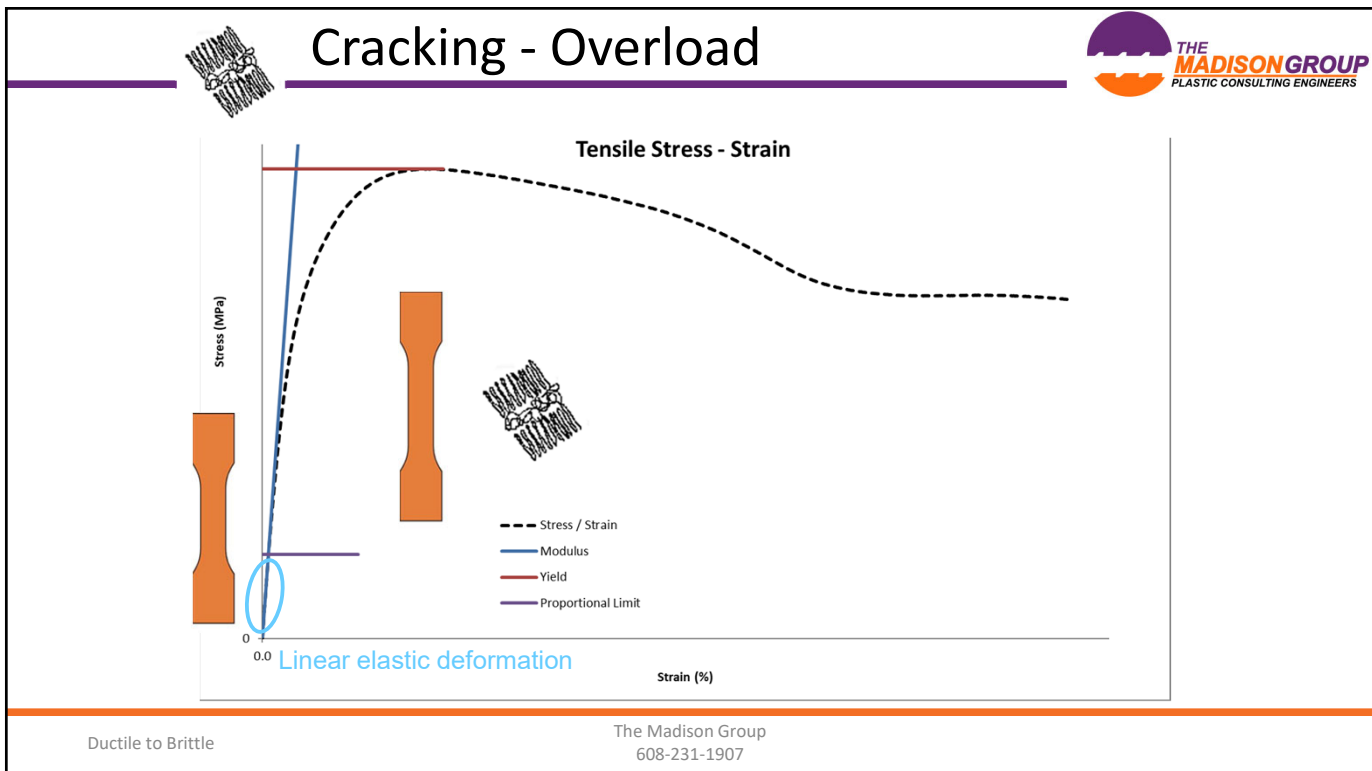 Cracking - Overload
THE
MADISON GROUP
PLASTIC CONSULTING ENGINEERS
Tensile Stress - Strain
Stress (MPa)
Stress / Strain
Modulus
Yield
Proportional Limit
0
0.0
Linear elastic deformation
Strain (%)
Ductile to Brittle
The Madison Group
608-231-1907